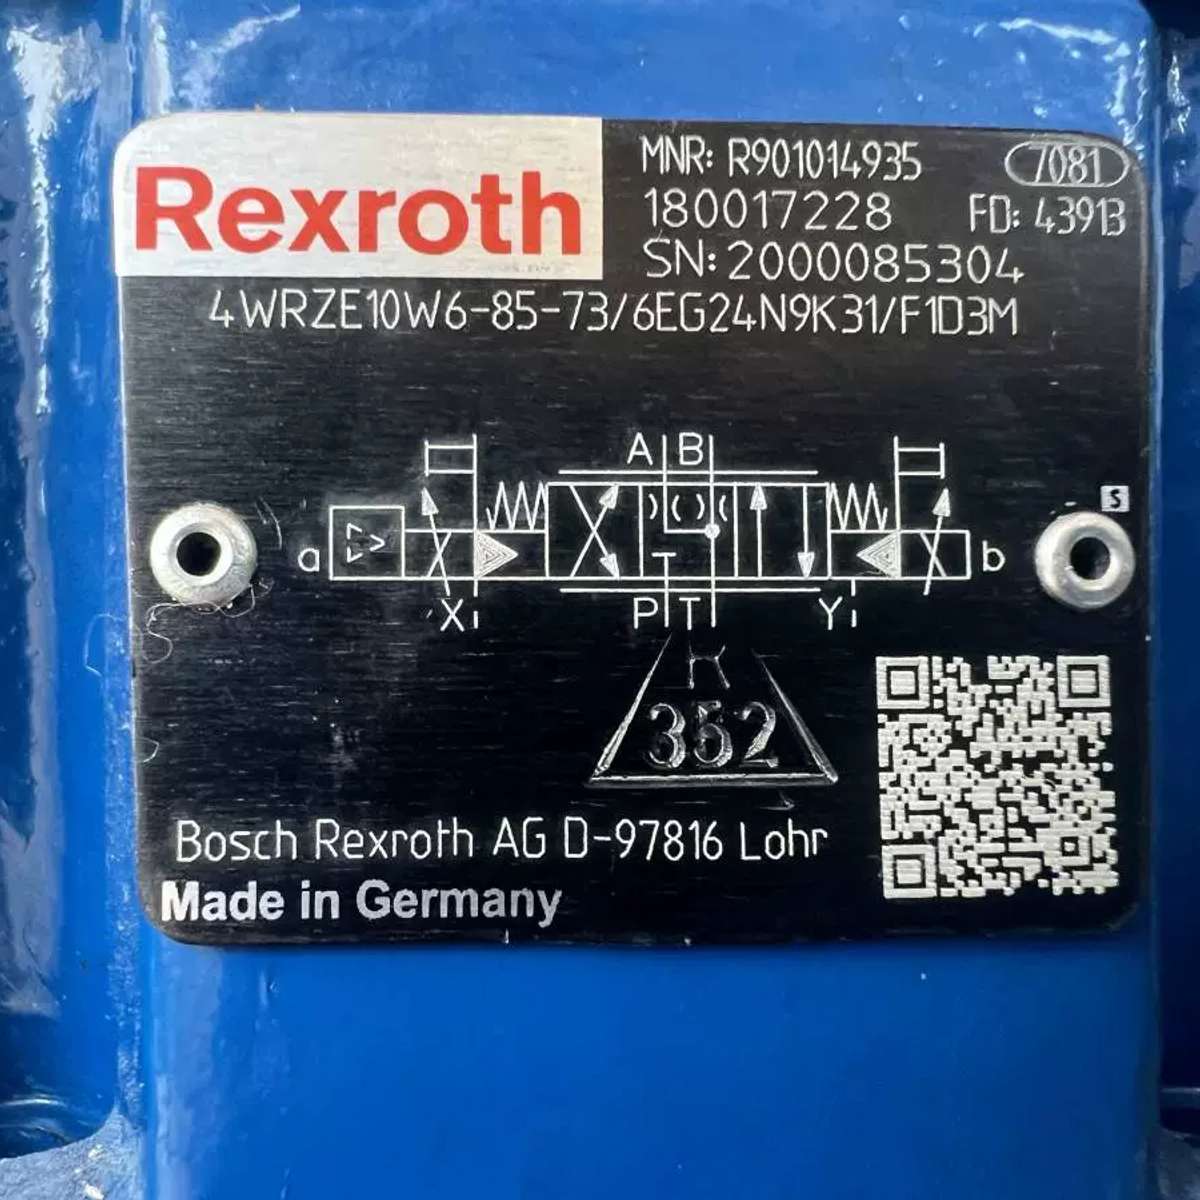 Rexroth
MNR: R901014935
7081
180017228
FD: 43913
SN: 2000085304
4WRZE10W6-85-73/6EG24N9K31/F1D3M
A B
S
a
b
X
P T
Y
K
352
Bosch Rexroth AG D-97816 Lohr
Made in Germany